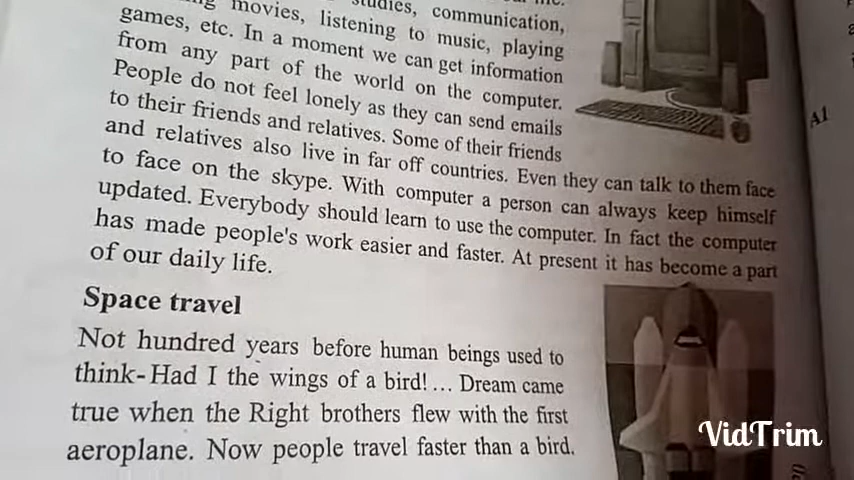 studies, communication,
movies, listening to music, playing
games, etc. In a moment we can get information
from any part of the world on the computer.
People do not feel lonely as they can send emails
to their friends and relatives. Some of their friends
and relatives also live in far off countries. Even they can talk to them face
to face on the skype. With computer a person can always keep himself
updated. Everybody should learn to use the computer. In fact the computer
has made people's work easier and faster. At present it has become a part
of our daily life.
Space travel
Not hundred years before human beings used to
think-Had I the wings of a bird!... Dream came
true when the Right brothers flew with the first
aeroplane. Now people travel faster than a bird.
A1
VidTrim